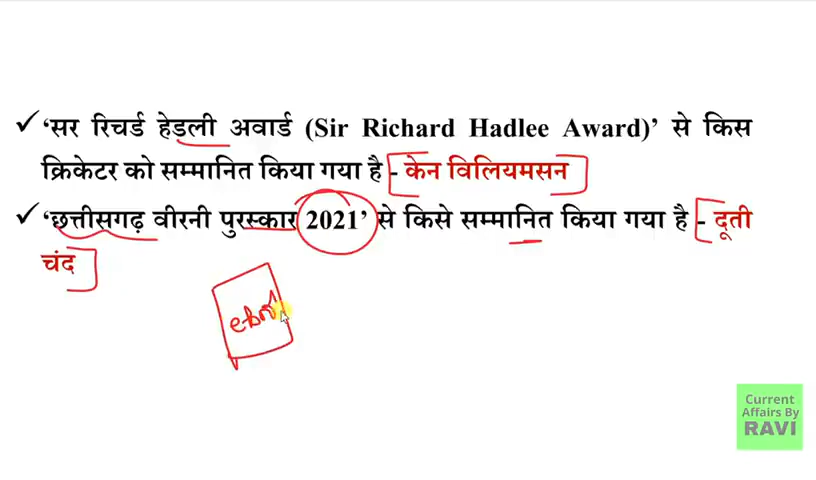 ✓ ‘सर रिचर्ड हेडली अवार्ड (Sir Richard Hadlee Award)’ से किस
क्रिकेटर को सम्मानित किया गया है - केन विलियमसन
✓ ‘छत्तीसगढ़ वीरनी पुरस्कार 2021’ से किसे सम्मानित किया गया है - दूती
चंद
Current
Affairs By
RAVI